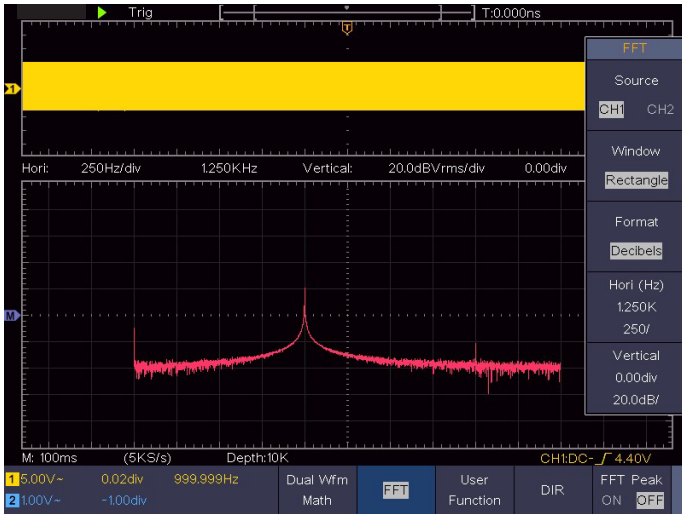 Trig T:0.000ns
T
1
FFT
Source
CH1 CH2
Window
Rectangle
Format
Decibels
Hori (Hz)
1.250K
250/
Vertical
0.00div
20.0dB/
Hori: 250Hz/div 1.250KHz Vertical: 20.0dBVrms/div 0.00div
M
M: 100ms (5KS/s) Depth:10K CH1:DC- 4.40V
1 5.00V~ 0.02div 999.999Hz
2 1.00V~ -1.00div
Dual Wfm
Math
FFT
User
Function
DIR
FFT Peak
ON OFF